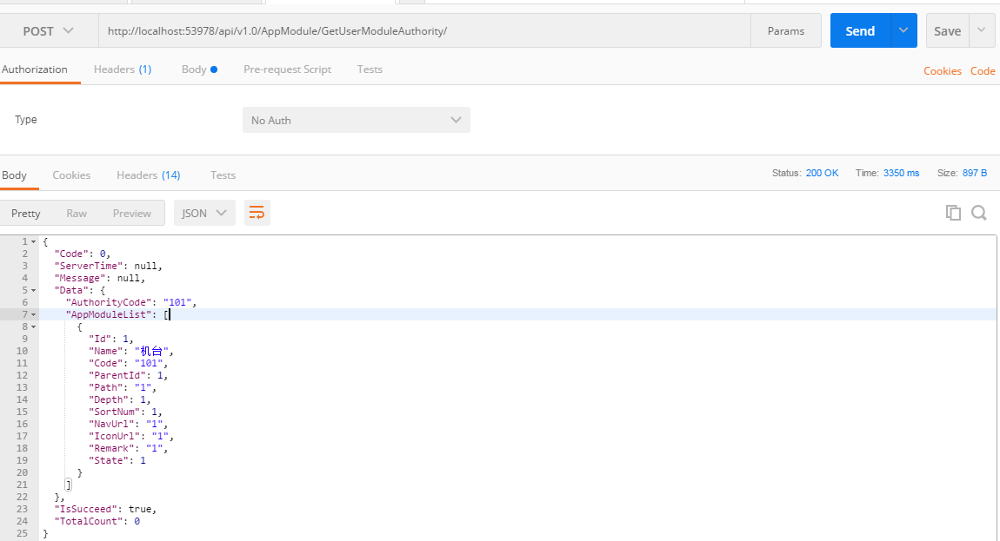 POST http://localhost:53978/api/v1.0/AppModule/GetUserModuleAuthority/ Params Send Save
Authorization Headers (1) Body Pre-request Script Tests Cookies Code
Type No Auth
Body Cookies Headers (14) Tests Status: 200 OK Time: 3350 ms Size: 897 B
Pretty Raw Preview JSON
1 {
2 "Code": 0,
3 "ServerTime": null,
4 "Message": null,
5 "Data": {
6 "AuthorityCode": "101",
7 "AppModuleList": [
8 {
9 "Id": 1,
10 "Name": "机台",
11 "Code": "101",
12 "ParentId": 1,
13 "Path": "1",
14 "Depth": 1,
15 "SortNum": 1,
16 "NavUrl": "1",
17 "IconUrl": "1",
18 "Remark": "1",
19 "State": 1
20 }
21 ]
22 },
23 "IsSucceed": true,
24 "TotalCount": 0
25 }